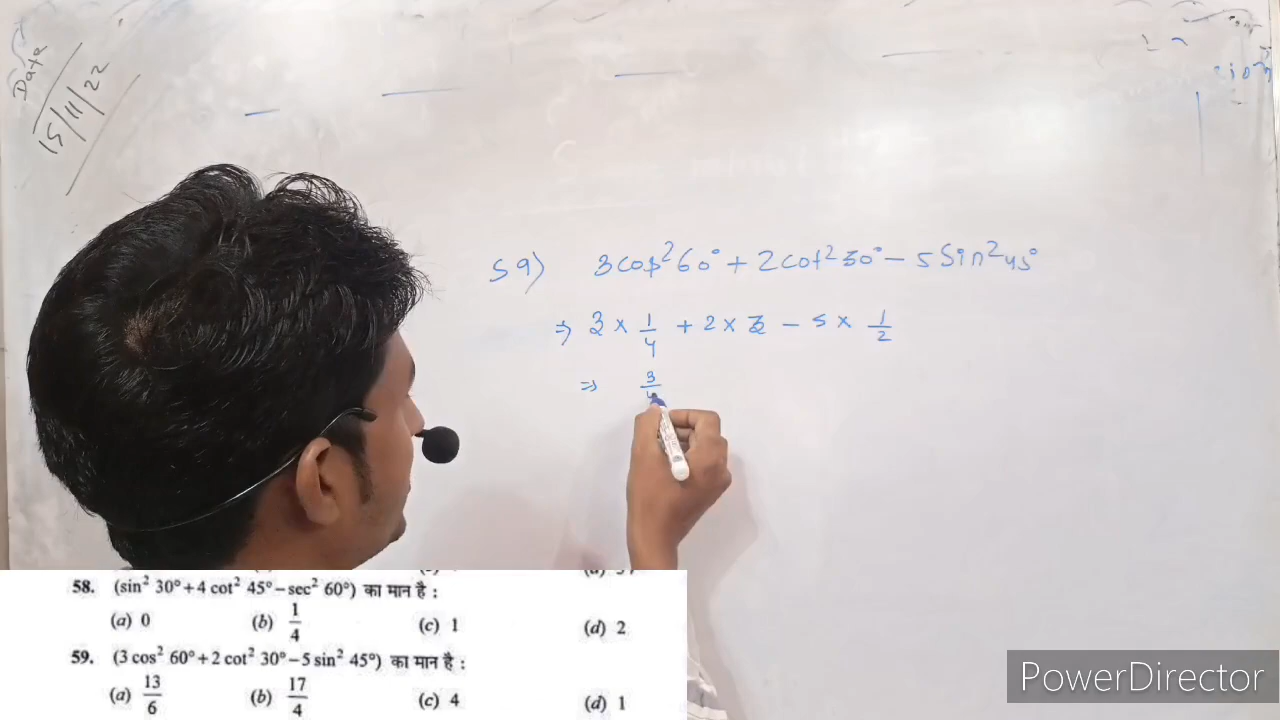 Date
15/11/22
59) 3cos²60° + 2cot²30° - 5Sin²45°
⇒ 3 × 1/4 + 2 × 3 - 5 × 1/2
⇒ 3/4
58. (sin² 30° + 4 cot² 45° – sec² 60°) का मान है :
(a) 0 (b) 1/4 (c) 1 (d) 2
59. (3 cos² 60° + 2 cot² 30° – 5 sin² 45°) का मान है :
(a) 13/6 (b) 17/4 (c) 4 (d) 1
PowerDirector